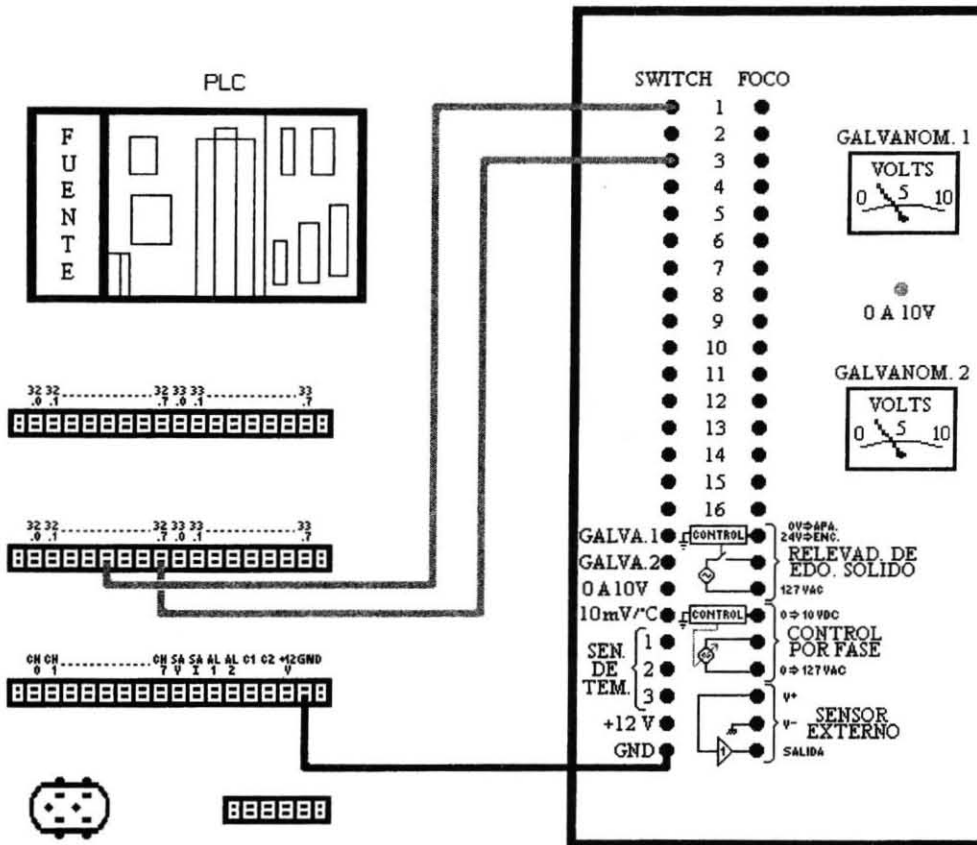 PLC
FUENTE
32 32 ............ 32 33 33 ............ 33
.0 .1 .7 .0 .1 .7
32 32 ............ 32 33 33 ............ 33
.0 .1 .7 .0 .1 .7
CH CH ............ CH SA SA AL AL C1 C2 +12 GND
0 1 7 V I 1 2 V
SWITCH FOCO
1
2
3
4
5
6
7
8
9
10
11
12
13
14
15
16
GALVA.1
GALVA.2
0 A 10V
10mV/°C
SEN.
DE
TEM.
1
2
3
+12 V
GND
CONTROL
0V⇒APA.
24V⇒ENC.
RELEVAD. DE
EDO. SOLIDO
127 VAC
CONTROL
0⇒10VDC
CONTROL
POR FASE
0⇒127VAC
V+
V-
SENSOR
EXTERNO
1
SALIDA
GALVANOM. 1
VOLTS
0 5 10
0 A 10V
GALVANOM. 2
VOLTS
0 5 10